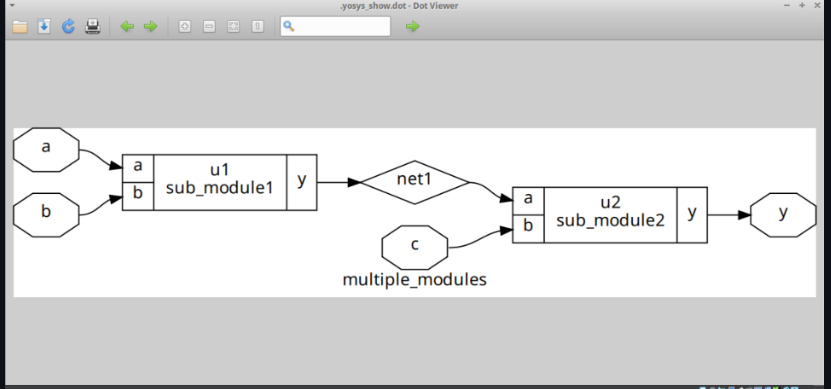 .yosys_show.dot - Dot Viewer
a
b
a
b
u1
sub_module1
y
net1
c
a
b
u2
sub_module2
y
y
multiple_modules